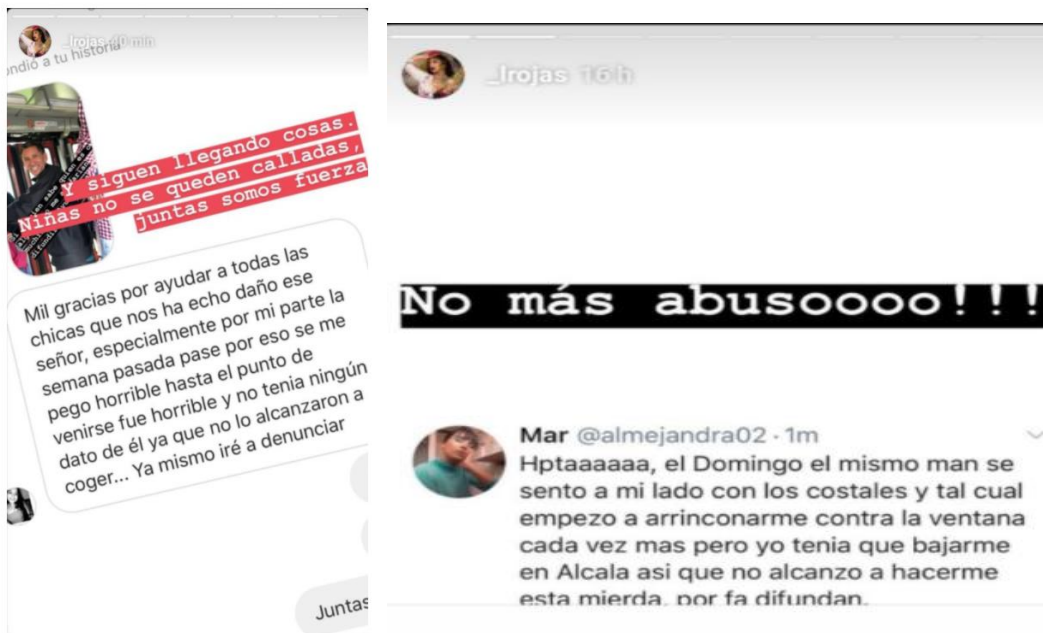 _lrojas 40 min
ondió a tu historia
Y siguen llegando cosas.
Niñas no se queden calladas,
juntas somos fuerza
Mil gracias por ayudar a todas las
chicas que nos ha echo daño ese
señor, especialmente por mi parte la
semana pasada pase por eso se me
pego horrible hasta el punto de
venirse fue horrible y no tenia ningún
dato de él ya que no lo alcanzaron a
coger... Ya mismo iré a denunciar
Juntas
_lrojas 16 h
No más abusoooo!!!
Mar @almejandra02 · 1m
Hptaaaaaa, el Domingo el mismo man se
sento a mi lado con los costales y tal cual
empezo a arrinconarme contra la ventana
cada vez mas pero yo tenia que bajarme
en Alcala asi que no alcanzo a hacerme
esta mierda, por fa difundan.